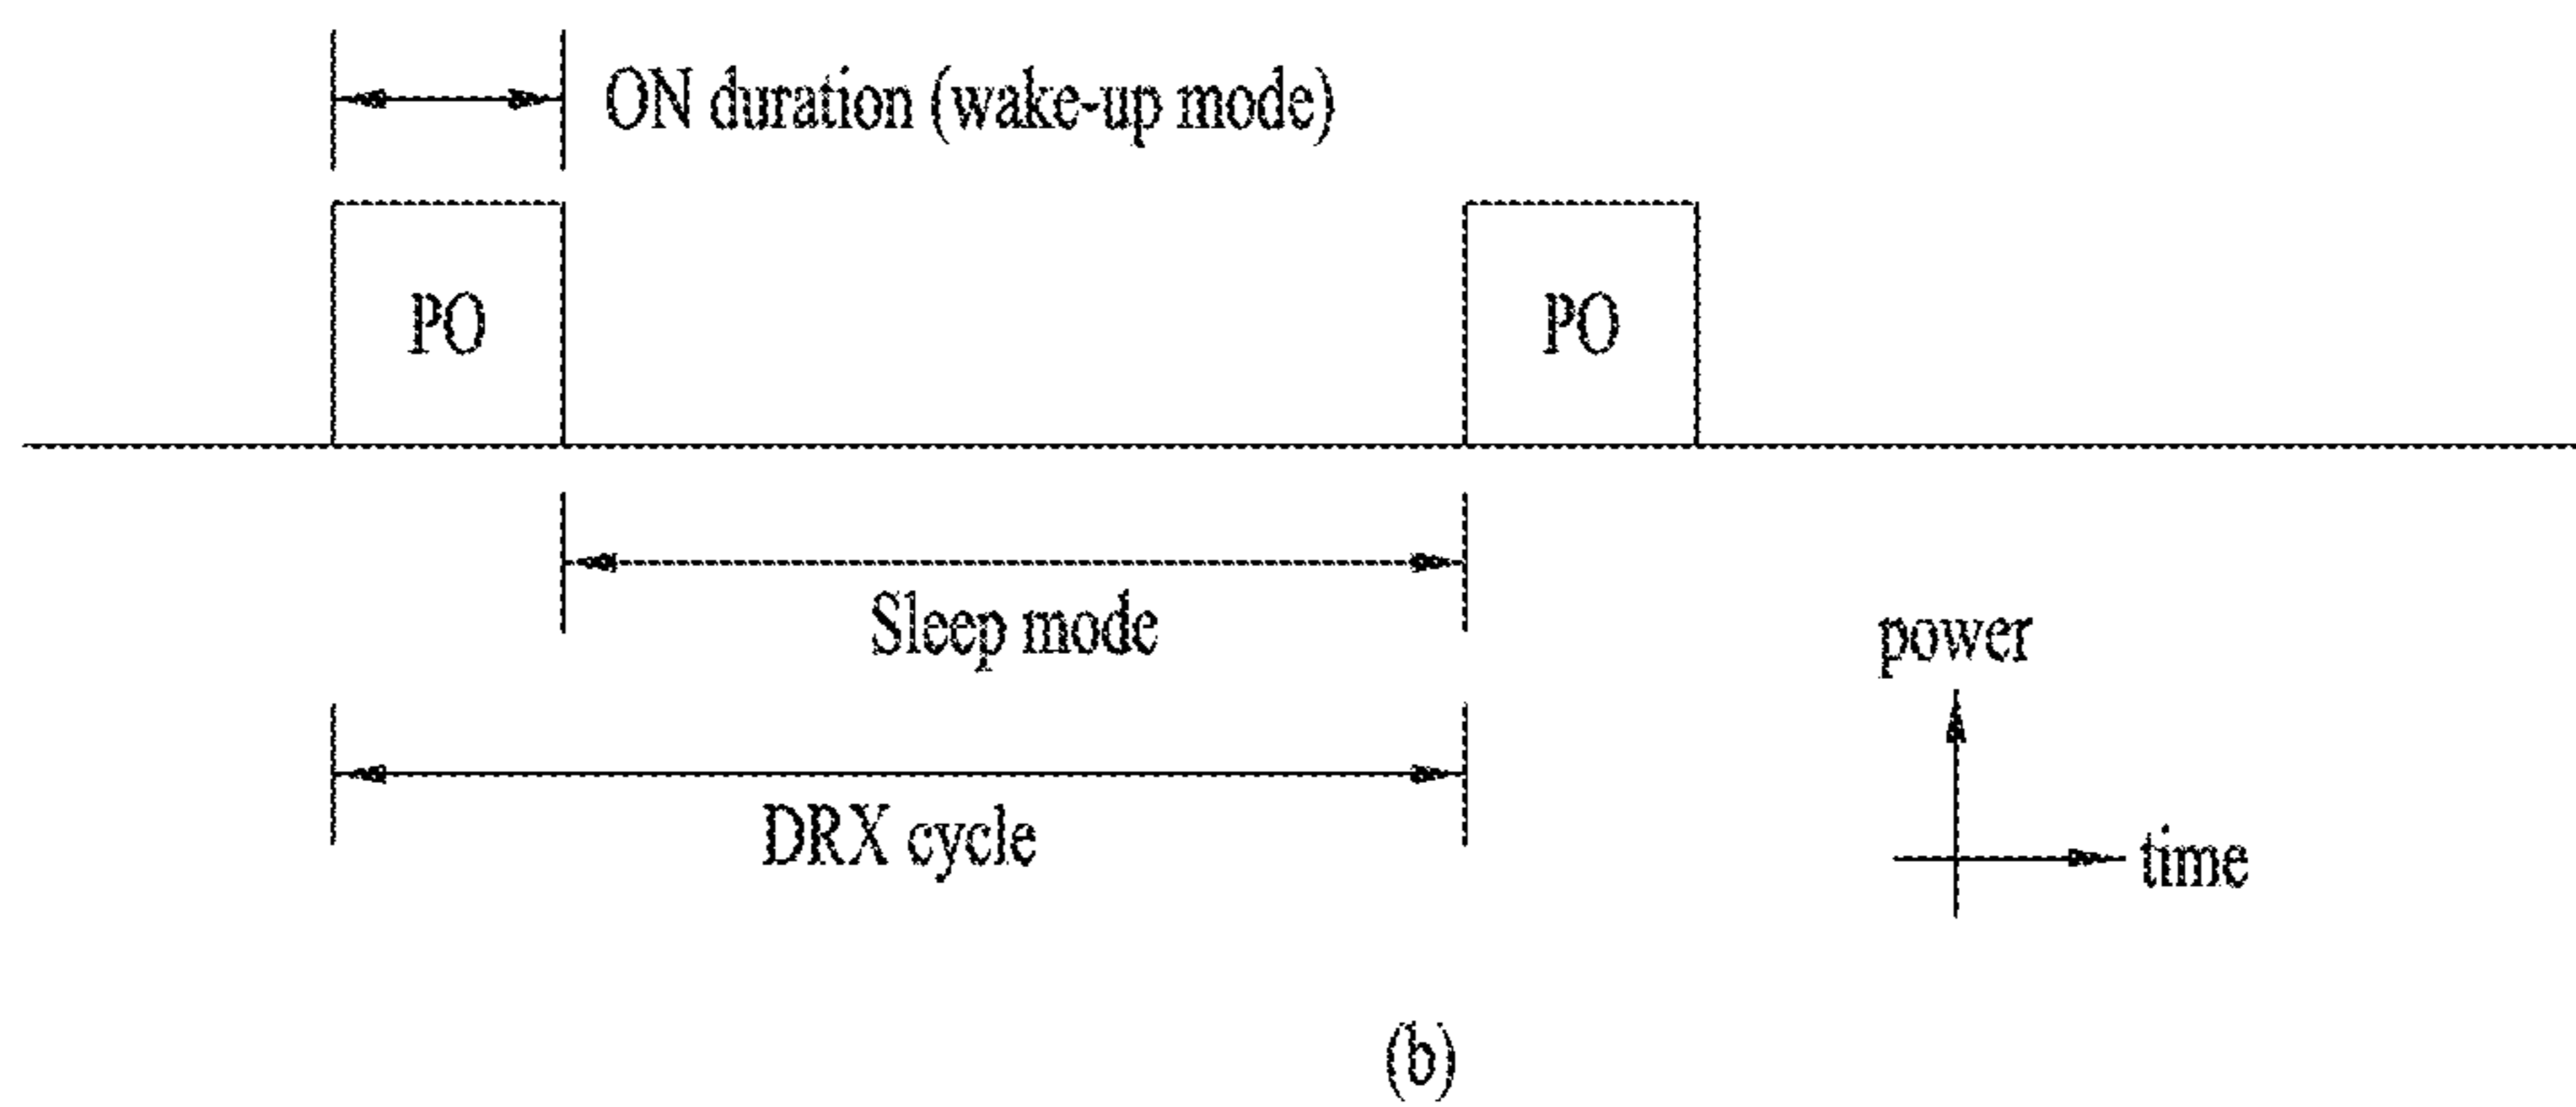 ON duration (wake-up mode)
PO
PO
Sleep mode
power
DRX cycle
time
(b)